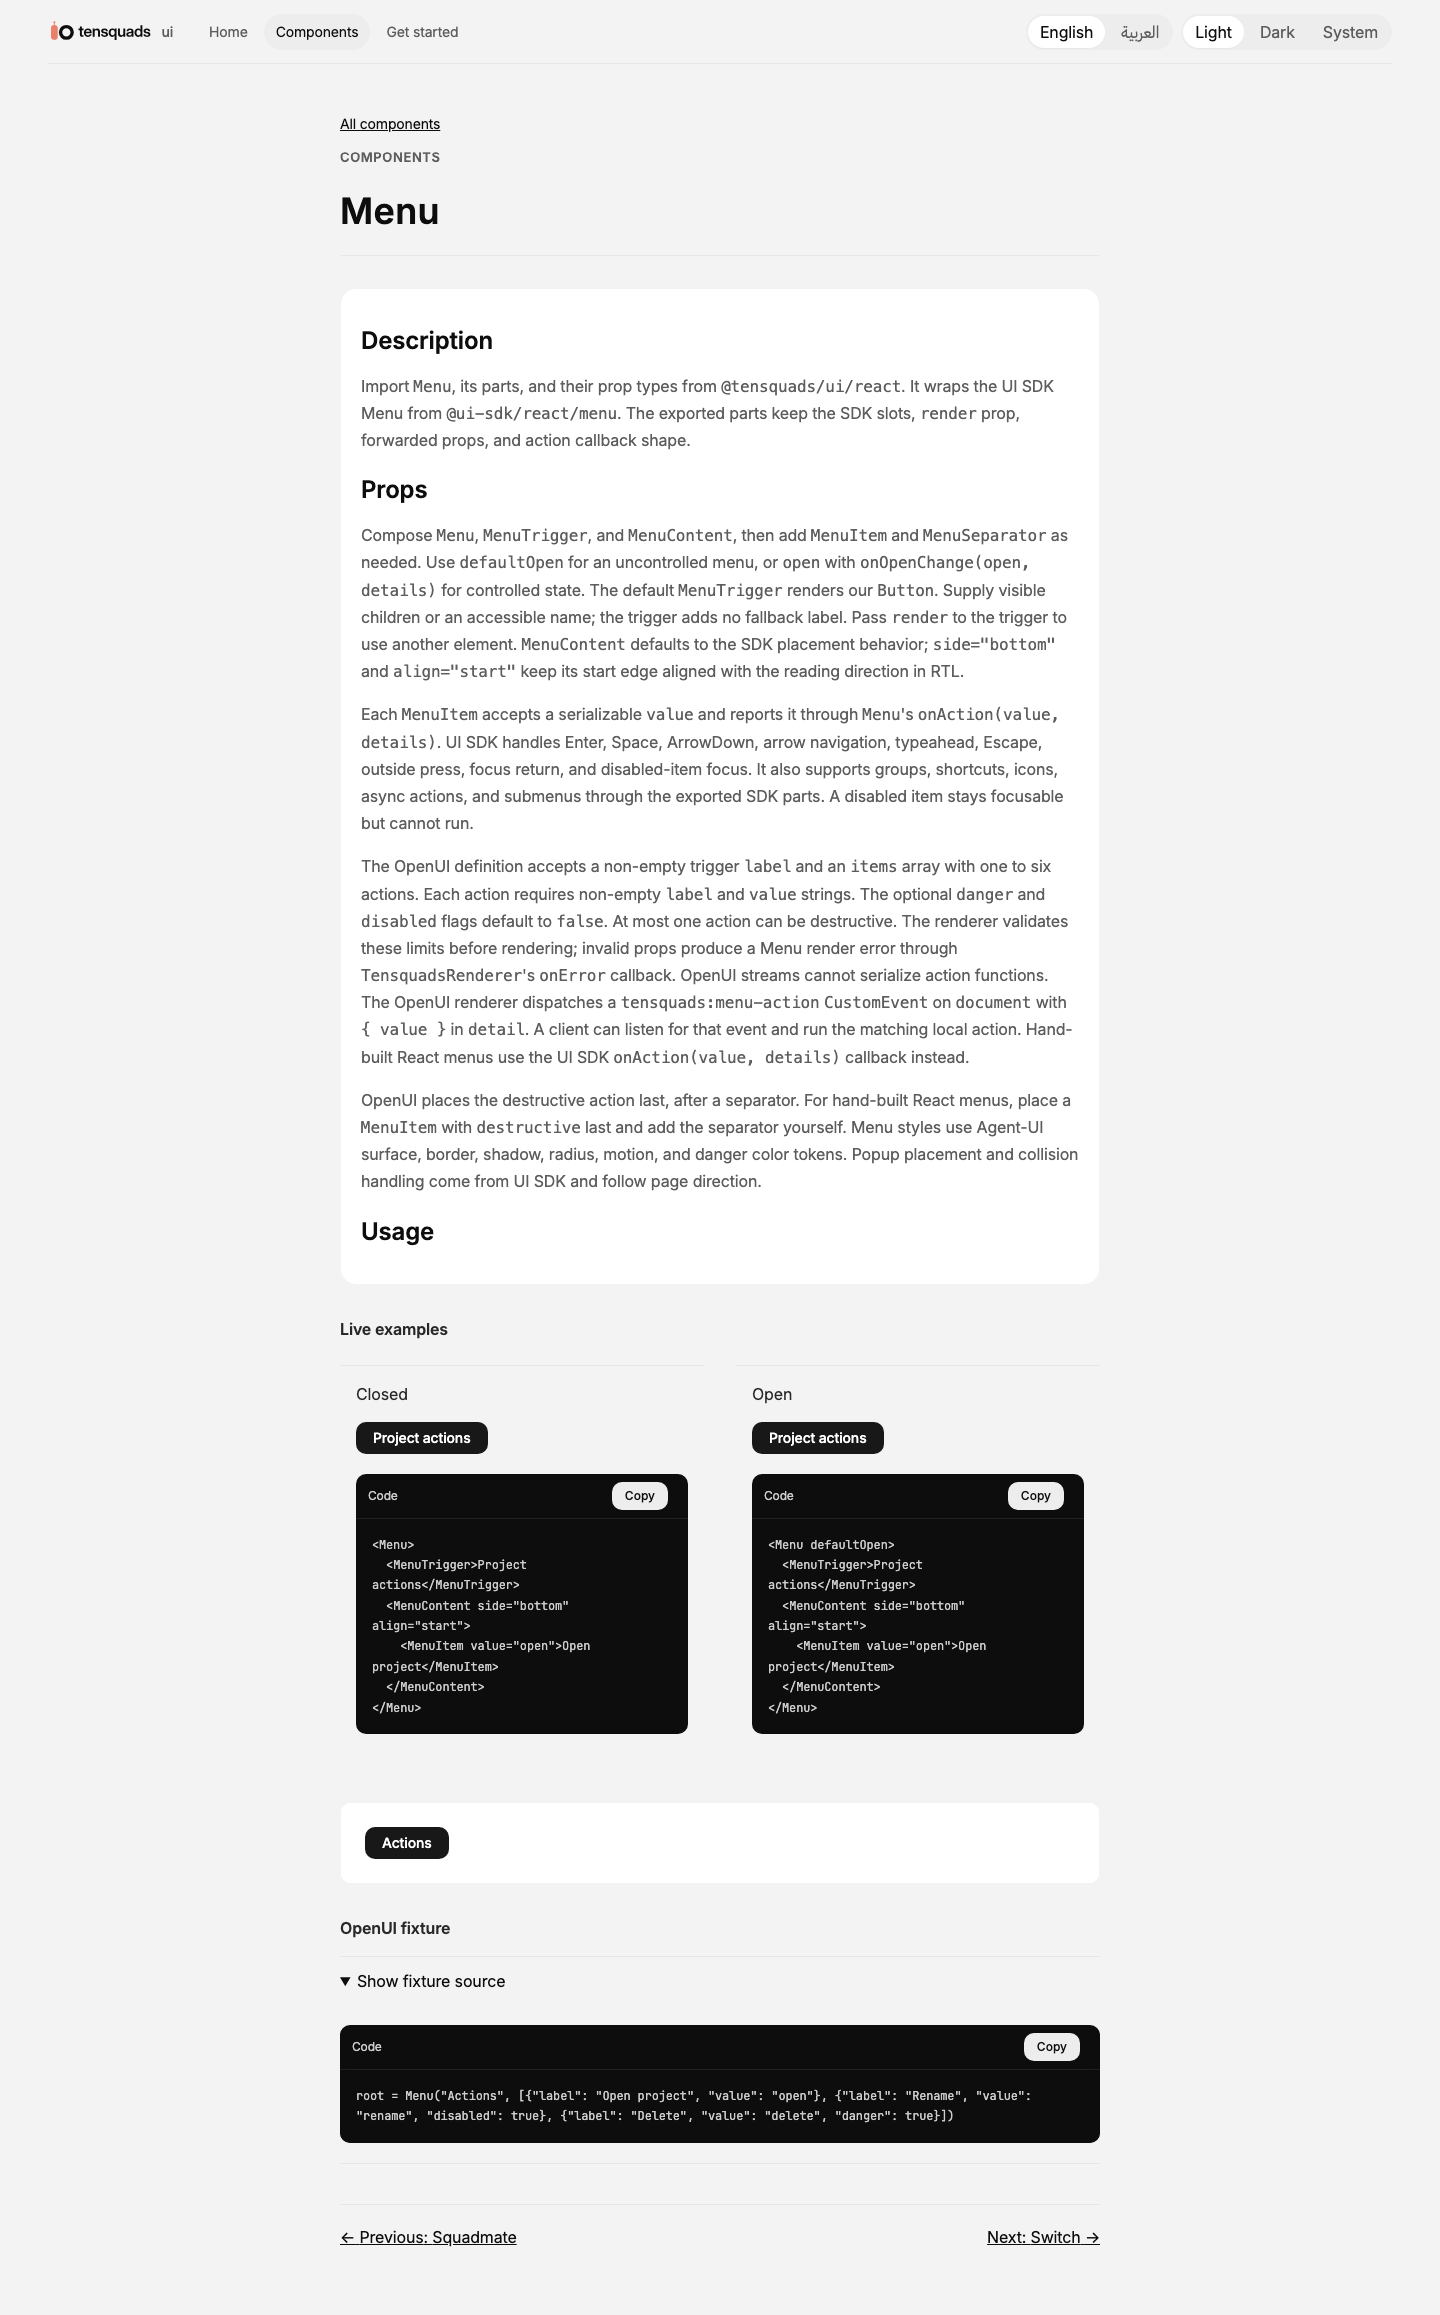 tensquads ui
Home
Components
Get started
English
العربية
Light
Dark
System
All components
COMPONENTS
Menu
Description
Import Menu, its parts, and their prop types from @tensquads/ui/react. It wraps the UI SDK
Menu from @ui-sdk/react/menu. The exported parts keep the SDK slots, render prop,
forwarded props, and action callback shape.
Props
Compose Menu, MenuTrigger, and MenuContent, then add MenuItem and MenuSeparator as
needed. Use defaultOpen for an uncontrolled menu, or open with onOpenChange(open,
details) for controlled state. The default MenuTrigger renders our Button. Supply visible
children or an accessible name; the trigger adds no fallback label. Pass render to the trigger to
use another element. MenuContent defaults to the SDK placement behavior; side="bottom"
and align="start" keep its start edge aligned with the reading direction in RTL.
Each MenuItem accepts a serializable value and reports it through Menu's onAction(value,
details). UI SDK handles Enter, Space, ArrowDown, arrow navigation, typeahead, Escape,
outside press, focus return, and disabled-item focus. It also supports groups, shortcuts, icons,
async actions, and submenus through the exported SDK parts. A disabled item stays focusable
but cannot run.
The OpenUI definition accepts a non-empty trigger label and an items array with one to six
actions. Each action requires non-empty label and value strings. The optional danger and
disabled flags default to false. At most one action can be destructive. The renderer validates
these limits before rendering; invalid props produce a Menu render error through
TensquadsRenderer's onError callback. OpenUI streams cannot serialize action functions.
The OpenUI renderer dispatches a tensquads:menu-action CustomEvent on document with
{ value } in detail. A client can listen for that event and run the matching local action. Hand-
built React menus use the UI SDK onAction(value, details) callback instead.
OpenUI places the destructive action last, after a separator. For hand-built React menus, place a
MenuItem with destructive last and add the separator yourself. Menu styles use Agent-UI
surface, border, shadow, radius, motion, and danger color tokens. Popup placement and collision
handling come from UI SDK and follow page direction.
Usage
Live examples
Closed
Project actions
Code
Copy
<Menu>
  <MenuTrigger>Project
actions</MenuTrigger>
  <MenuContent side="bottom"
align="start">
    <MenuItem value="open">Open
project</MenuItem>
  </MenuContent>
</Menu>
Open
Project actions
Code
Copy
<Menu defaultOpen>
  <MenuTrigger>Project
actions</MenuTrigger>
  <MenuContent side="bottom"
align="start">
    <MenuItem value="open">Open
project</MenuItem>
  </MenuContent>
</Menu>
Actions
OpenUI fixture
▼ Show fixture source
Code
Copy
root = Menu("Actions", [{"label": "Open project", "value": "open"}, {"label": "Rename", "value":
"rename", "disabled": true}, {"label": "Delete", "value": "delete", "danger": true}])
← Previous: Squadmate
Next: Switch →